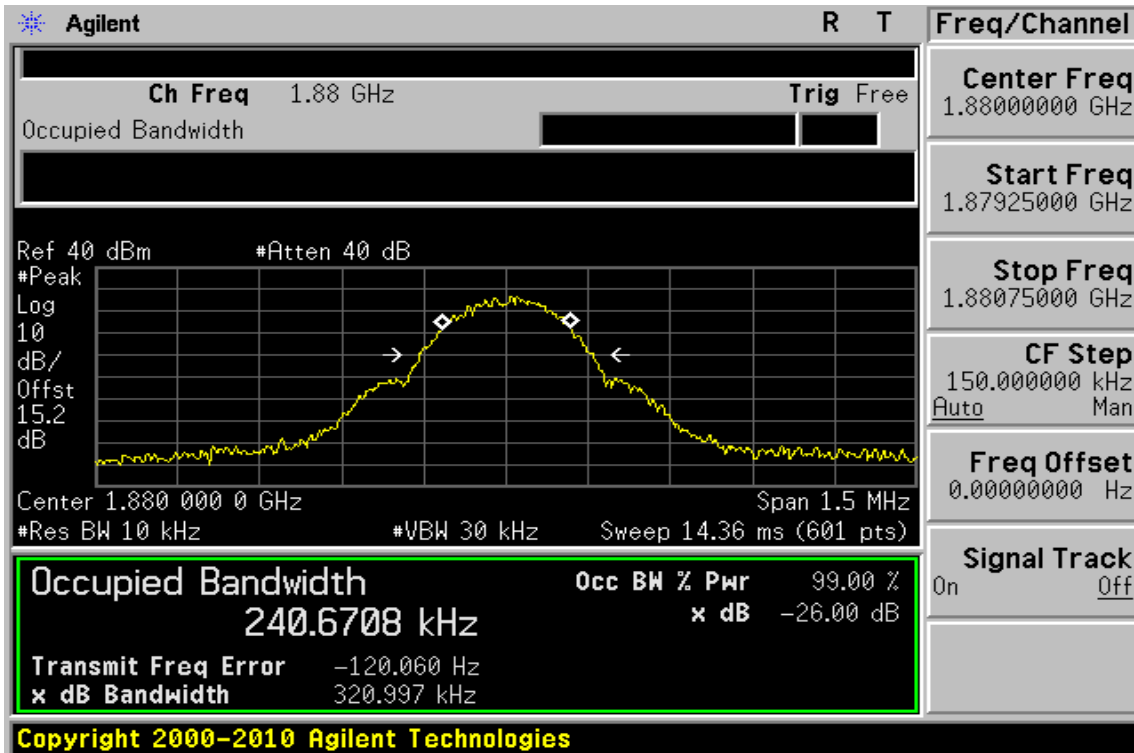 Agilent R T
Ch Freq 1.88 GHz Trig Free
Occupied Bandwidth
Ref 40 dBm #Atten 40 dB
#Peak
Log
10
dB/
Offst
15.2
dB
Center 1.880 000 0 GHz Span 1.5 MHz
#Res BW 10 kHz #VBW 30 kHz Sweep 14.36 ms (601 pts)
Occupied Bandwidth
240.6708 kHz
Occ BW % Pwr 99.00 %
x dB -26.00 dB
Transmit Freq Error -120.060 Hz
x dB Bandwidth 320.997 kHz
Copyright 2000-2010 Agilent Technologies
Freq/Channel
Center Freq
1.88000000 GHz
Start Freq
1.87925000 GHz
Stop Freq
1.88075000 GHz
CF Step
150.000000 kHz
Auto Man
Freq Offset
0.00000000 Hz
Signal Track
On Off